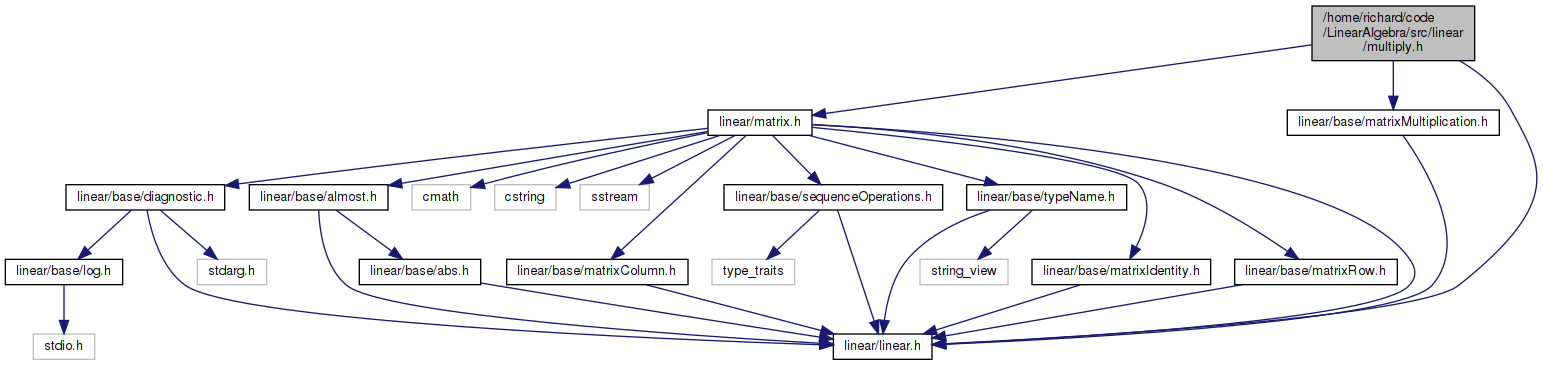 /home/richard/code
/LinearAlgebra/src/linear
/multiply.h
linear/matrix.h
linear/base/matrixMultiplication.h
linear/base/diagnostic.h
linear/base/almost.h
cmath
cstring
sstream
linear/base/sequenceOperations.h
linear/base/typeName.h
linear/base/log.h
stdarg.h
linear/base/abs.h
linear/base/matrixColumn.h
type_traits
string_view
linear/base/matrixIdentity.h
linear/base/matrixRow.h
stdio.h
linear/linear.h